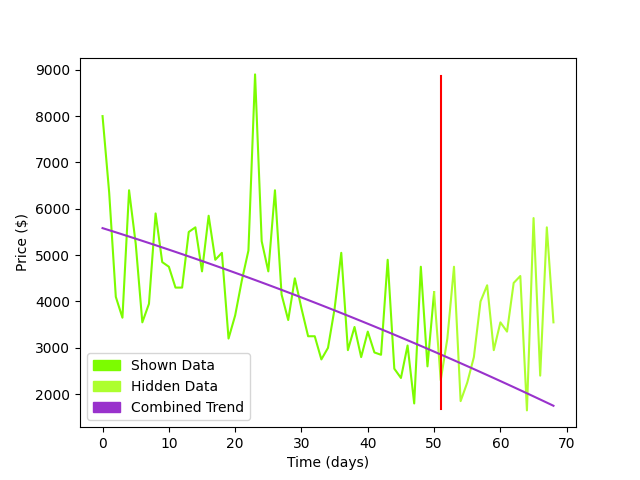 9000
8000
7000
6000
5000
4000
3000
2000
Price ($)
Shown Data
Hidden Data
Combined Trend
0 10 20 30 40 50 60 70
Time (days)